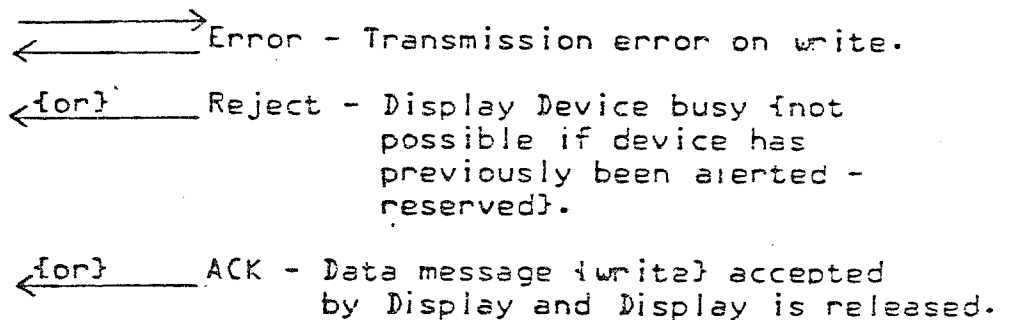 Error - Transmission error on write.
{or} Reject - Display Device busy {not
possible if device has
previously been alerted -
reserved}.
{or} ACK - Data message {write} accepted
by Display and Display is released.